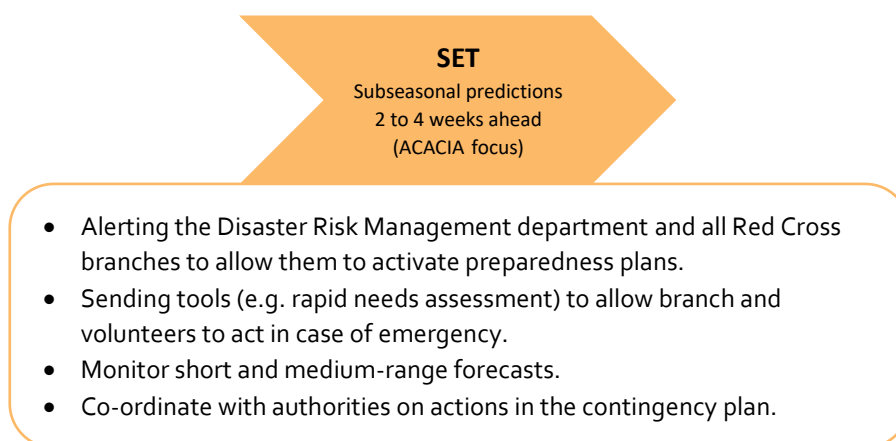 SET
Subseasonal predictions
2 to 4 weeks ahead
(ACACIA focus)
• Alerting the Disaster Risk Management department and all Red Cross
branches to allow them to activate preparedness plans.
• Sending tools (e.g. rapid needs assessment) to allow branch and
volunteers to act in case of emergency.
• Monitor short and medium-range forecasts.
• Co-ordinate with authorities on actions in the contingency plan.